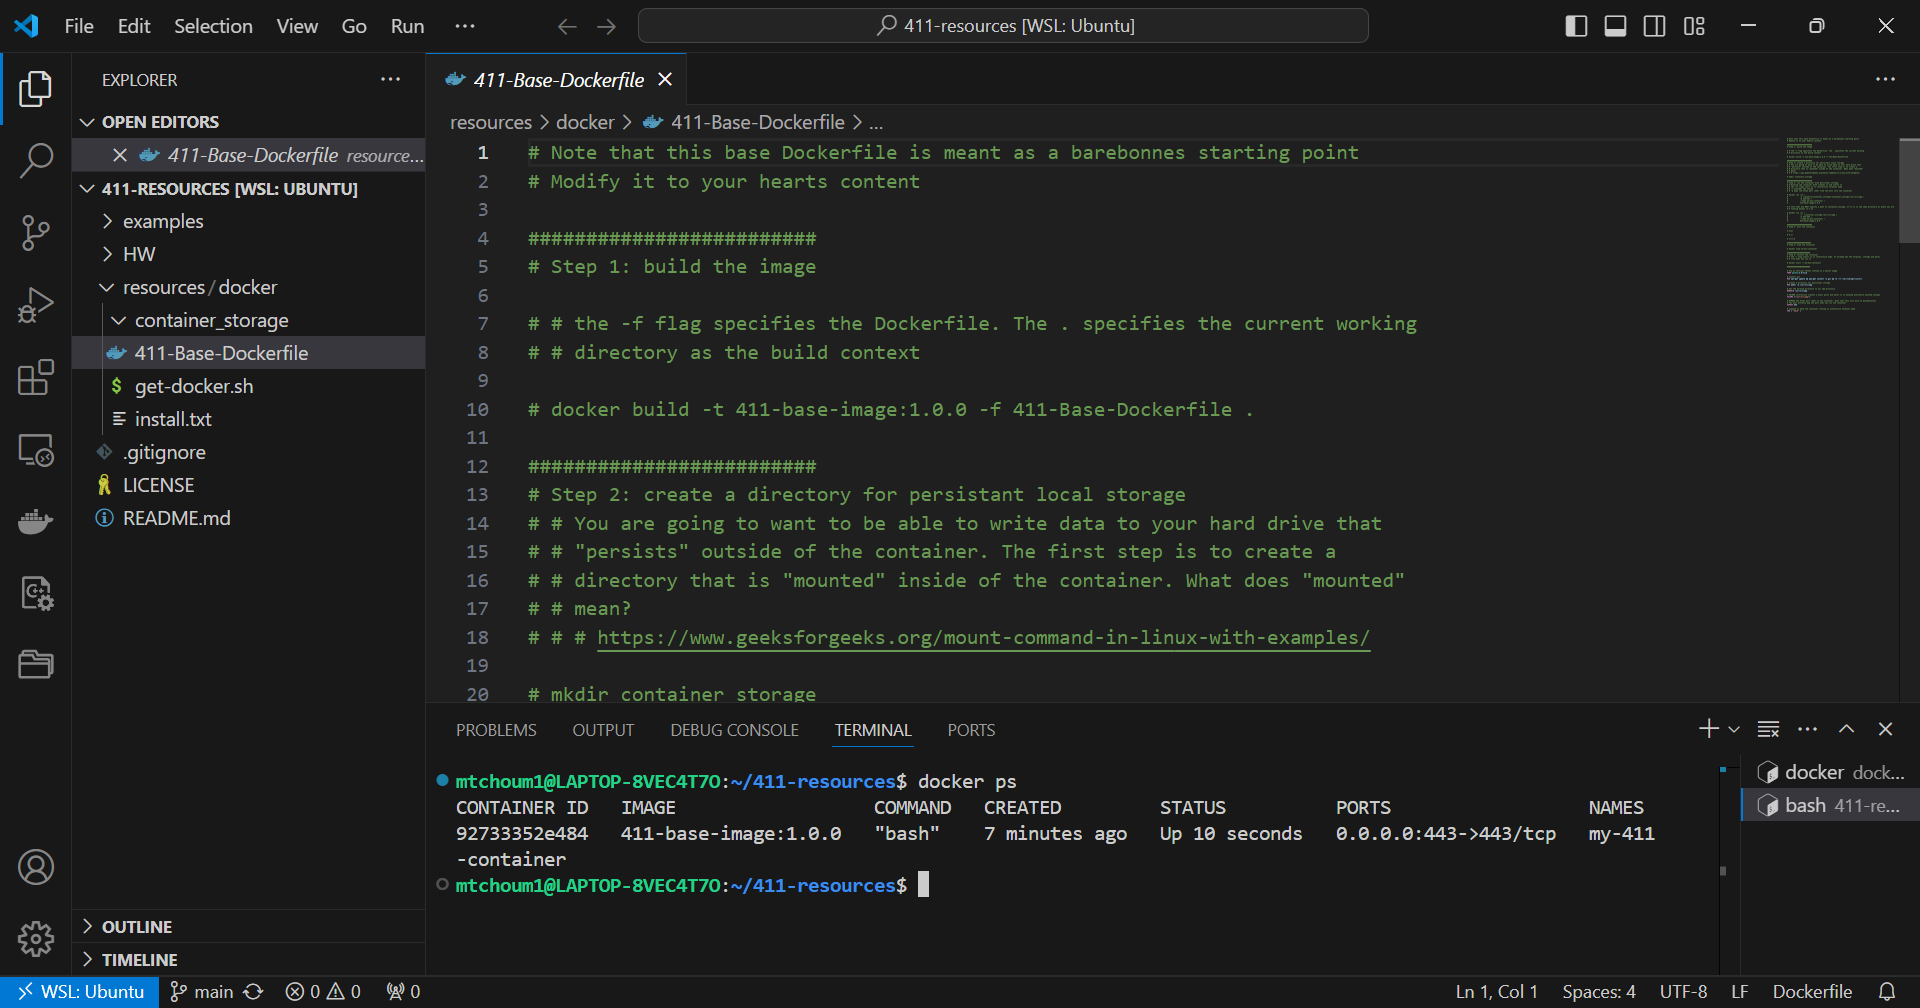 File Edit Selection View Go Run ···
411-resources [WSL: Ubuntu]
EXPLORER ···
OPEN EDITORS
411-Base-Dockerfile resource...
411-RESOURCES [WSL: UBUNTU]
examples
HW
resources / docker
container_storage
411-Base-Dockerfile
$ get-docker.sh
install.txt
.gitignore
LICENSE
README.md
OUTLINE
TIMELINE
411-Base-Dockerfile
resources > docker > 411-Base-Dockerfile > ...
1 # Note that this base Dockerfile is meant as a barebonnes starting point
2 # Modify it to your hearts content
3
4 #########################
5 # Step 1: build the image
6
7 # # the -f flag specifies the Dockerfile. The . specifies the current working
8 # # directory as the build context
9
10 # docker build -t 411-base-image:1.0.0 -f 411-Base-Dockerfile .
11
12 #########################
13 # Step 2: create a directory for persistant local storage
14 # # You are going to want to be able to write data to your hard drive that
15 # # "persists" outside of the container. The first step is to create a
16 # # directory that is "mounted" inside of the container. What does "mounted"
17 # # mean?
18 # # # https://www.geeksforgeeks.org/mount-command-in-linux-with-examples/
19
20 # mkdir container_storage
PROBLEMS OUTPUT DEBUG CONSOLE TERMINAL PORTS
mtchoum1@LAPTOP-8VEC4T7O:~/411-resources$ docker ps
CONTAINER ID IMAGE COMMAND CREATED STATUS PORTS NAMES
92733352e484 411-base-image:1.0.0 "bash" 7 minutes ago Up 10 seconds 0.0.0.0:443->443/tcp my-411
-container
mtchoum1@LAPTOP-8VEC4T7O:~/411-resources$
docker dock...
bash 411-re...
WSL: Ubuntu main 0 0 0
Ln 1, Col 1 Spaces: 4 UTF-8 LF Dockerfile